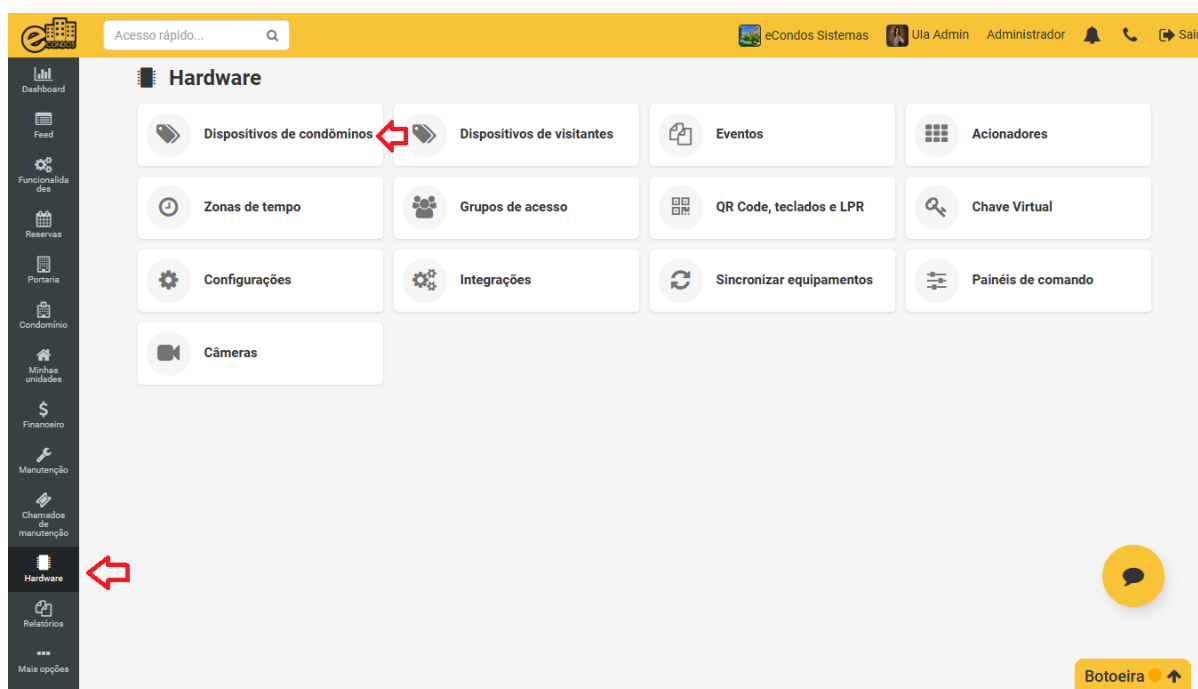 e
CONDOS
Acesso rápido...
eCondos Sistemas
Ula Admin
Administrador
Sair
Dashboard
Feed
Funcionalida
des
Reservas
Portaria
Condomínio
Minhas
unidades
Financeiro
Manutenção
Chamados
de
manutenção
Hardware
Relatórios
Mais opções
Hardware
Dispositivos de condôminos
Dispositivos de visitantes
Eventos
Acionadores
Zonas de tempo
Grupos de acesso
QR Code, teclados e LPR
Chave Virtual
Configurações
Integrações
Sincronizar equipamentos
Painéis de comando
Câmeras
Botoeira